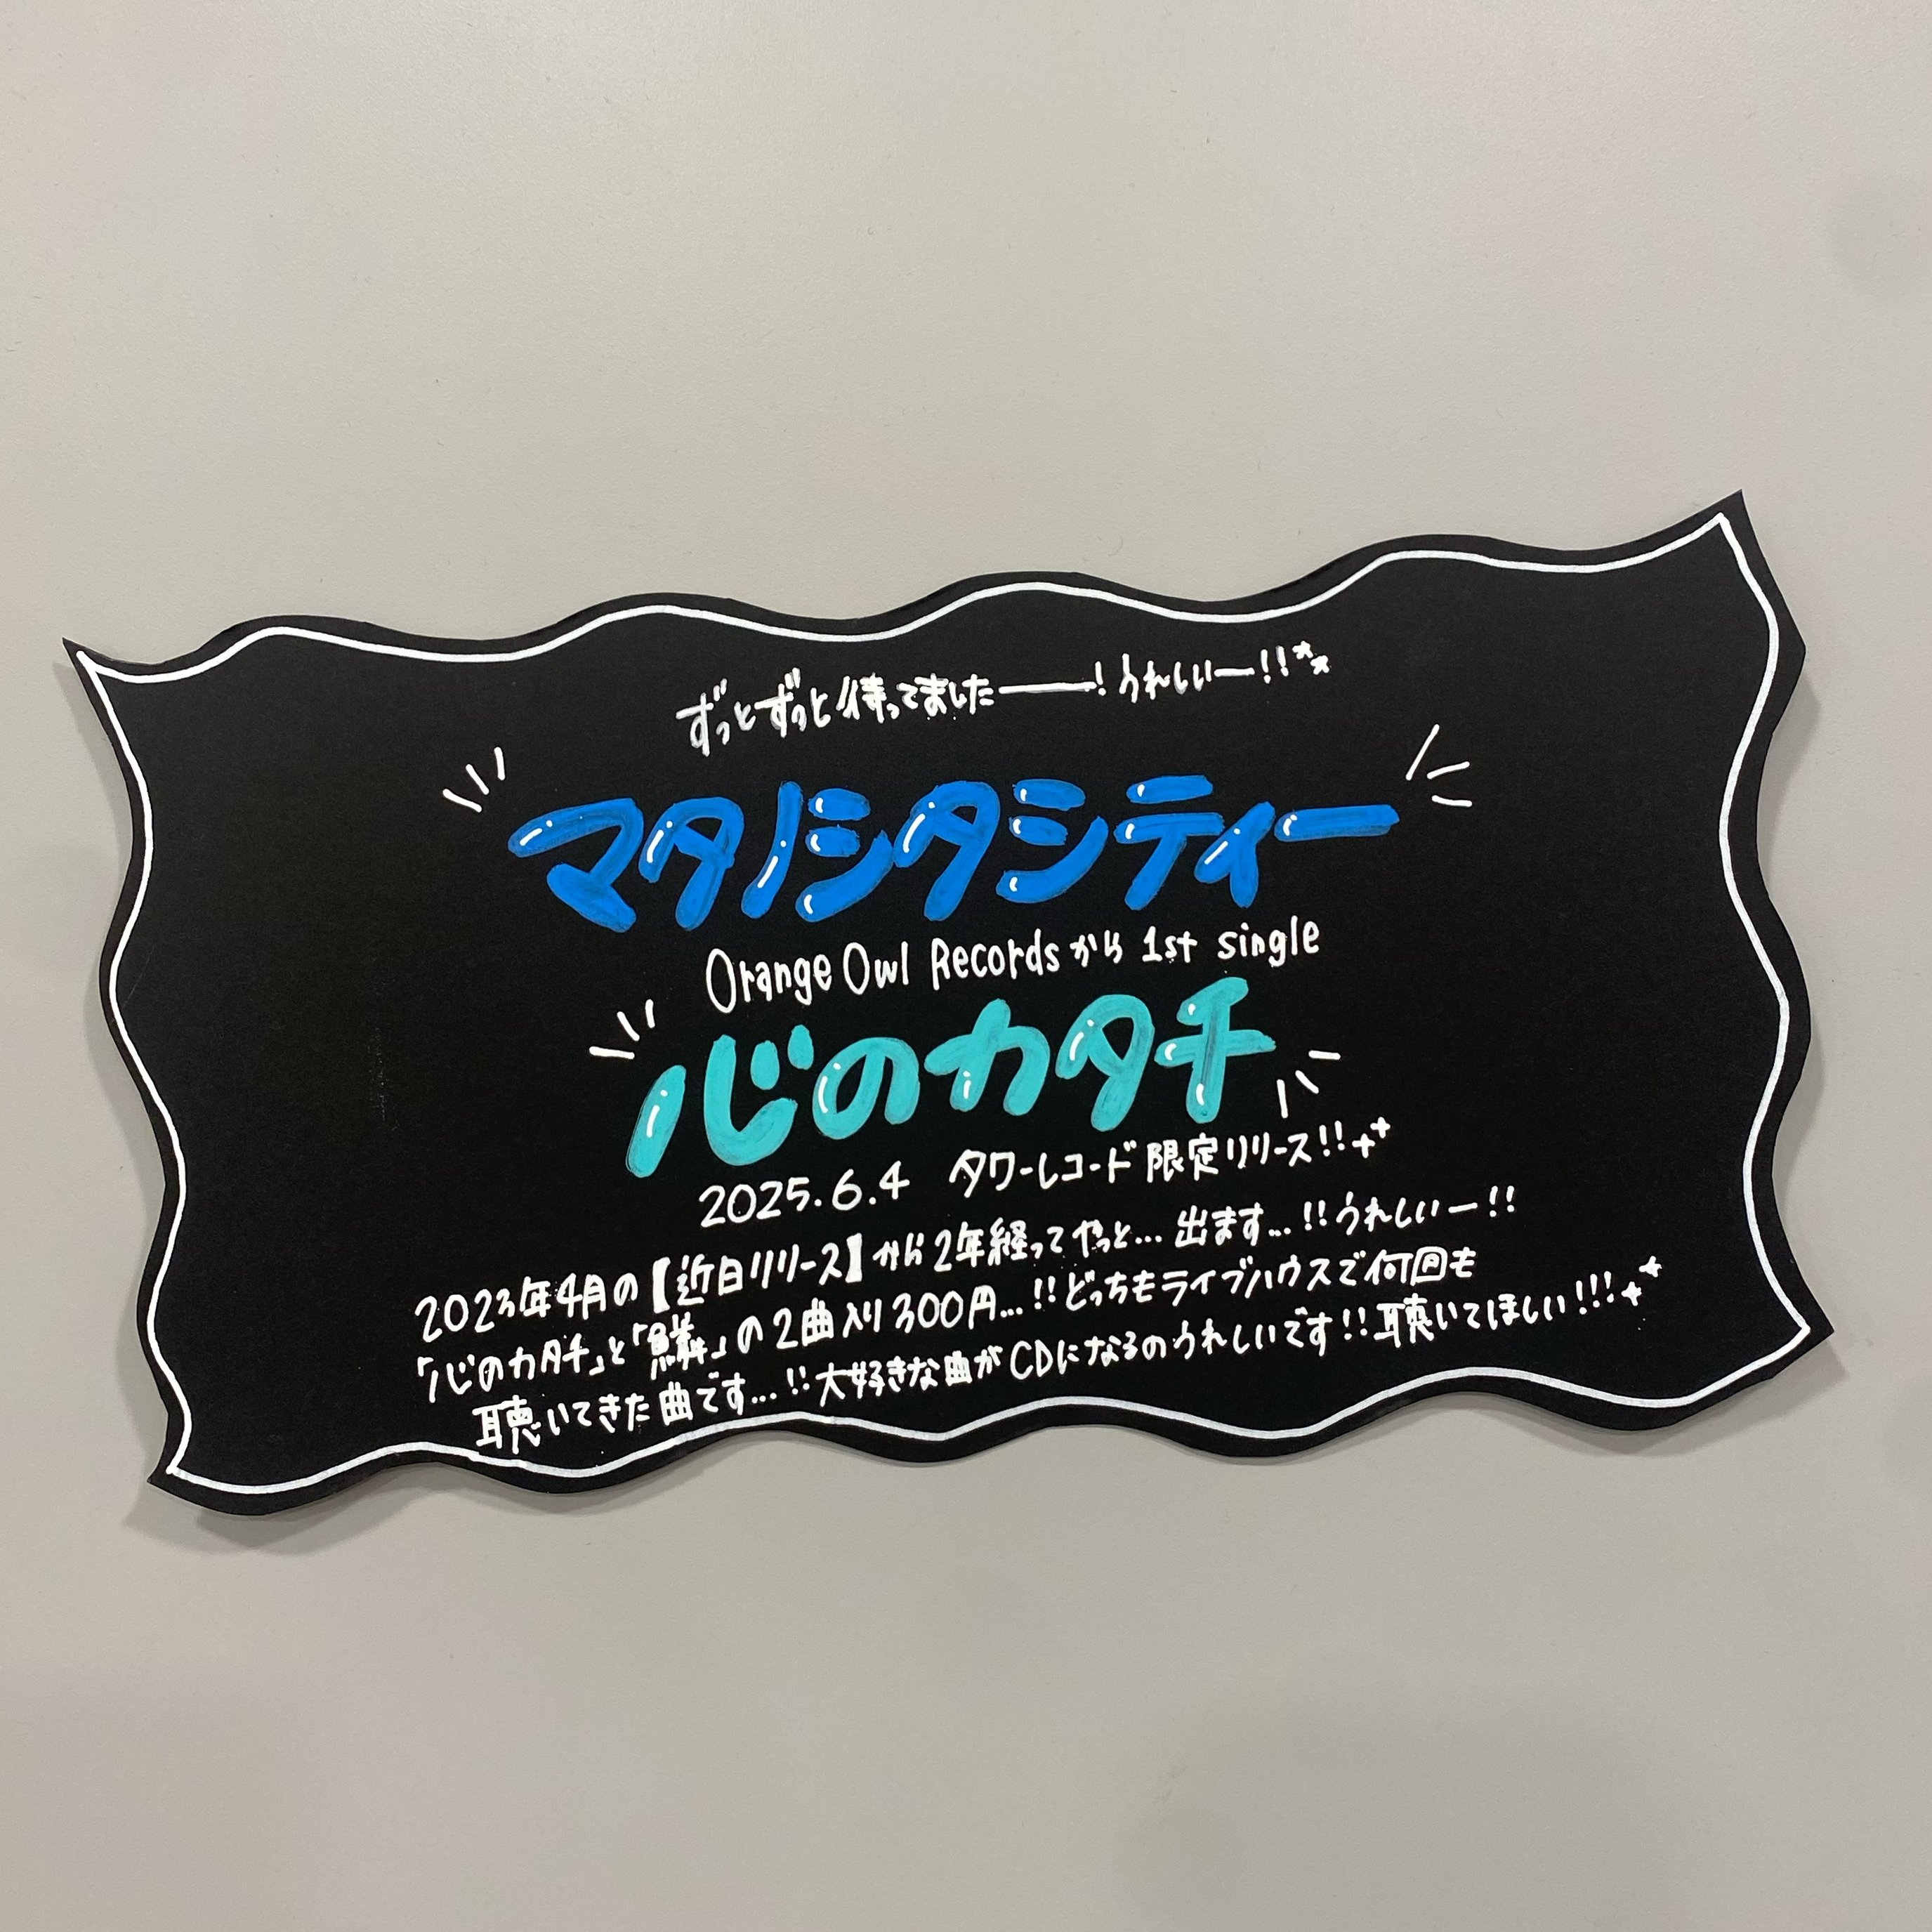 ずっとずっと待ってました―――！うれしいー!!
マタノシタシティー
Orange Owl Recordsから 1st single
心のカタチ
2025.6.4 タワーレコード限定リリース!!
2023年4月の【近日リリース】から2年経ってやっと…出ます…!!うれしいー!!
「心のカタチ」と「鱗」の2曲入り300円…!!どっちもライブハウスで何回も
聴いてきた曲です…!!大好きな曲がCDになるのうれしいです!!聴いてほしい!!!